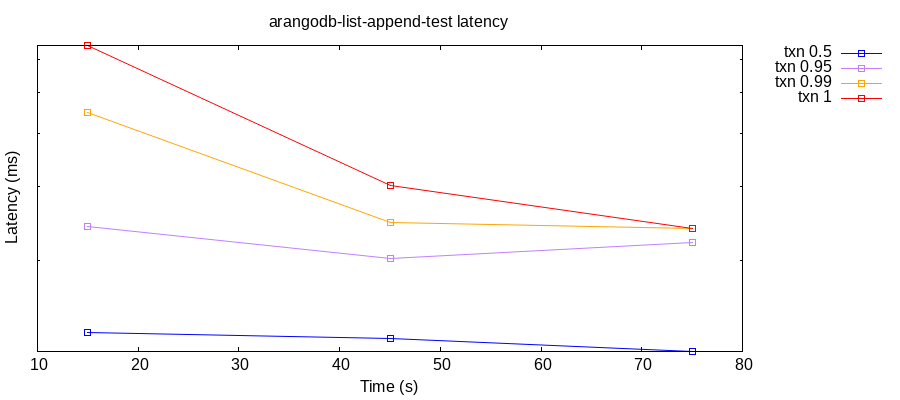 arangodb-list-append-test latency
txn 0.5
txn 0.95
txn 0.99
txn 1
Latency (ms)
10 20 30 40 50 60 70 80
Time (s)